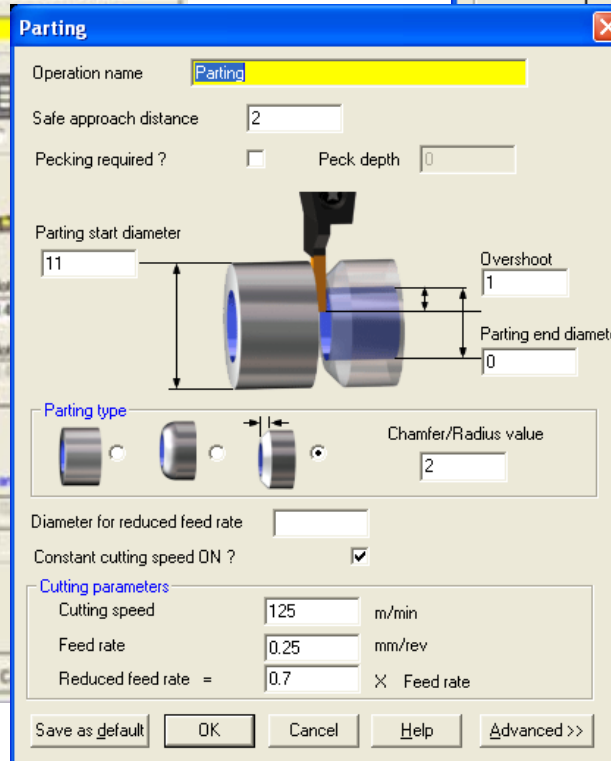 Parting
Operation name Parting
Safe approach distance 2
Pecking required ? Peck depth 0
Parting start diameter
11
Overshoot
1
Parting end diamete
0
Parting type
Chamfer/Radius value
2
Diameter for reduced feed rate
Constant cutting speed ON ?
Cutting parameters
Cutting speed 125 m/min
Feed rate 0.25 mm/rev
Reduced feed rate = 0.7 X Feed rate
Save as default OK Cancel Help Advanced >>